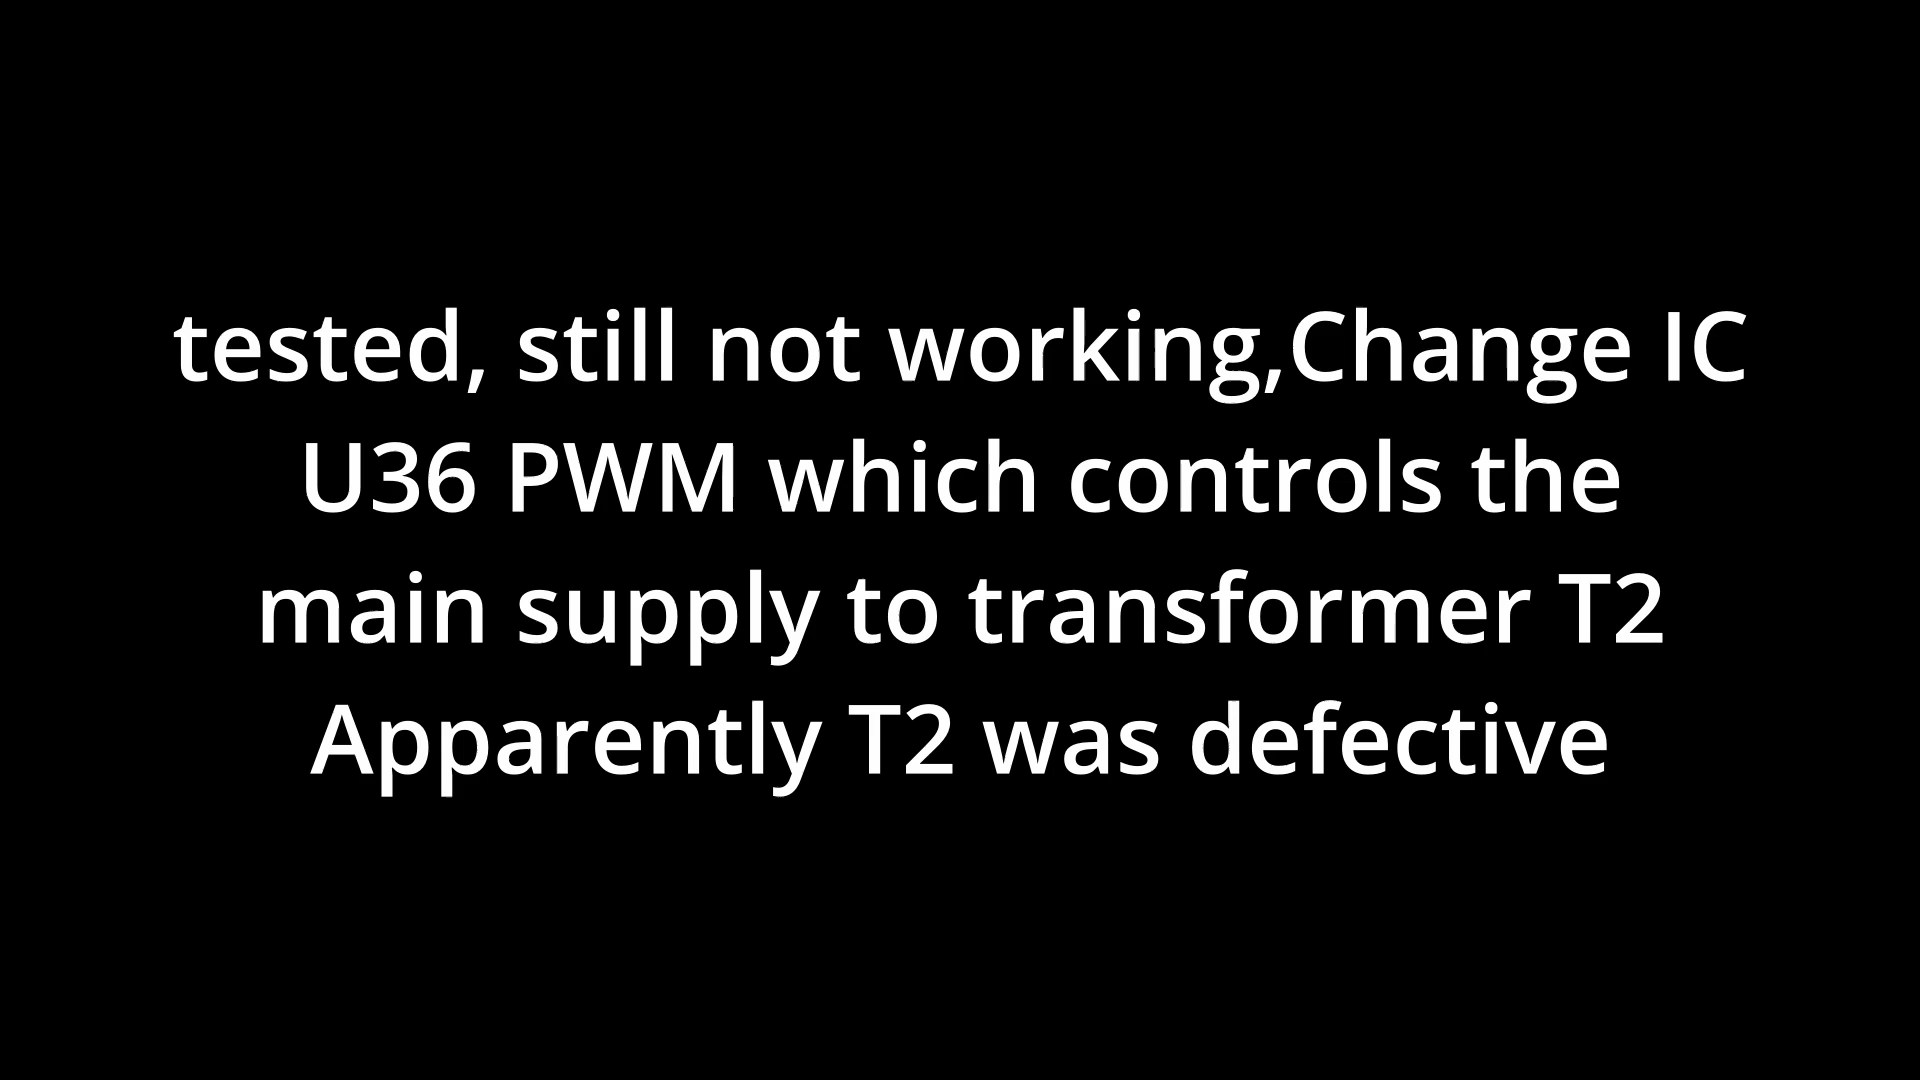 tested, still not working,Change IC
U36 PWM which controls the
main supply to transformer T2
Apparently T2 was defective